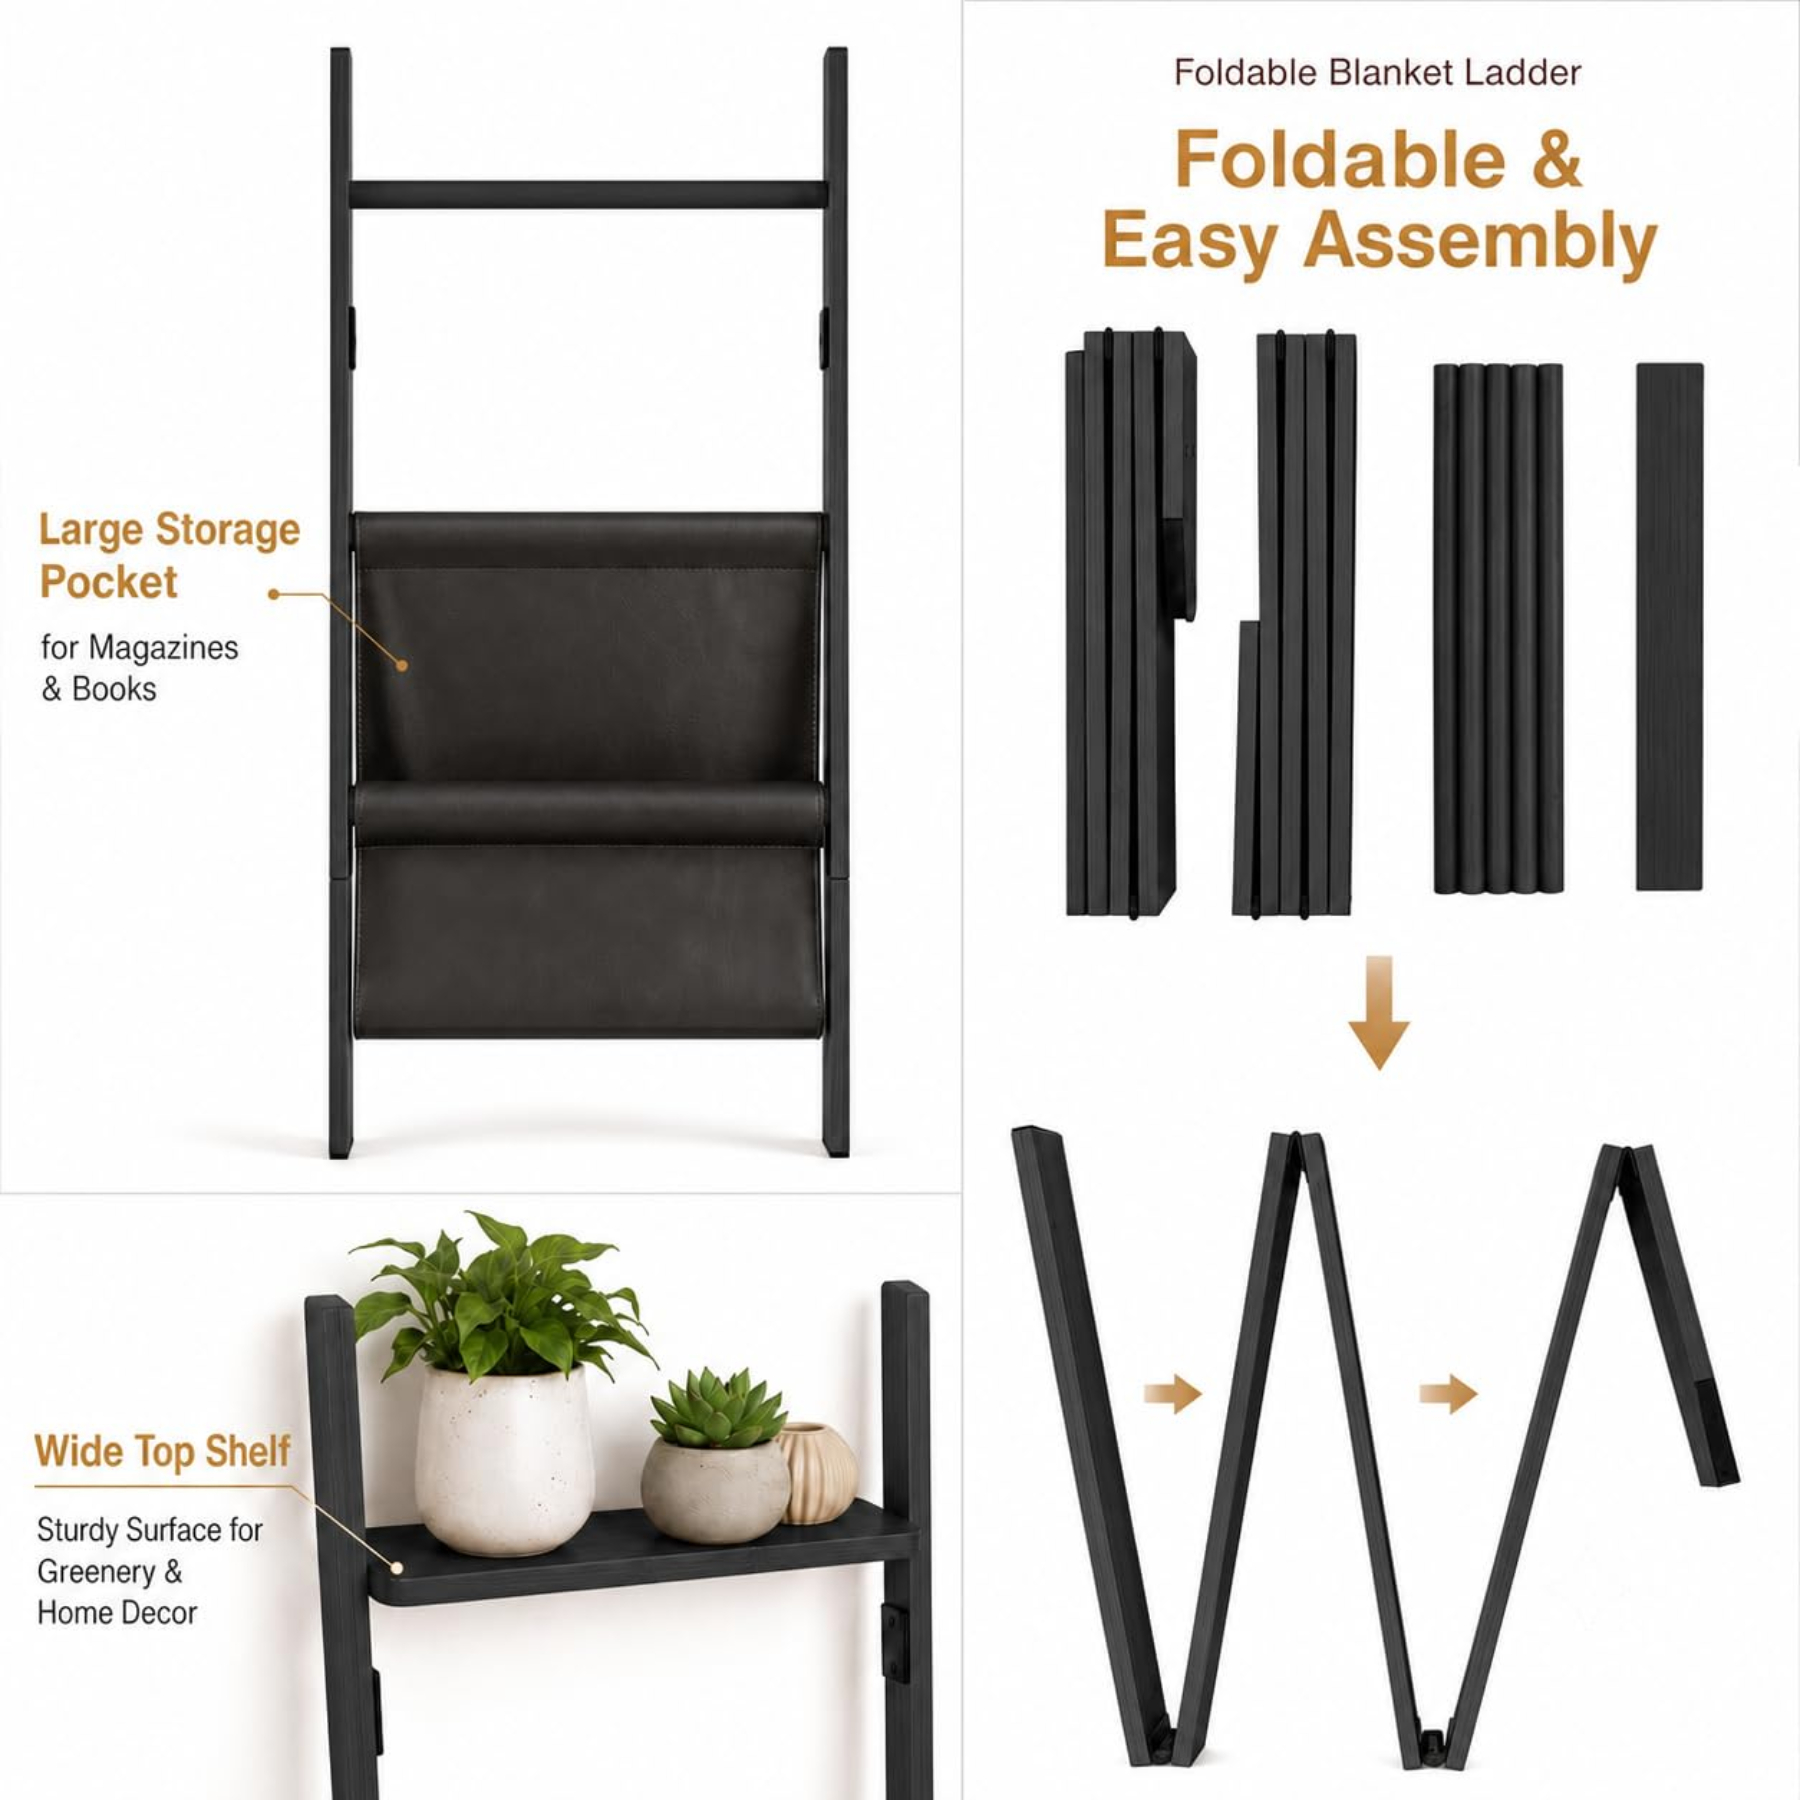 Large Storage
Pocket
for Magazines
& Books
Wide Top Shelf
Sturdy Surface for
Greenery &
Home Decor
Foldable Blanket Ladder
Foldable &
Easy Assembly